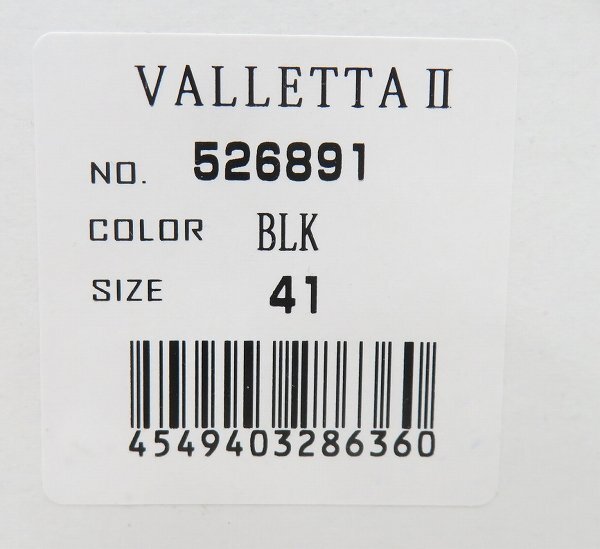 VALLETTA II
NO. 526891
COLOR BLK
SIZE 41
4549403286360